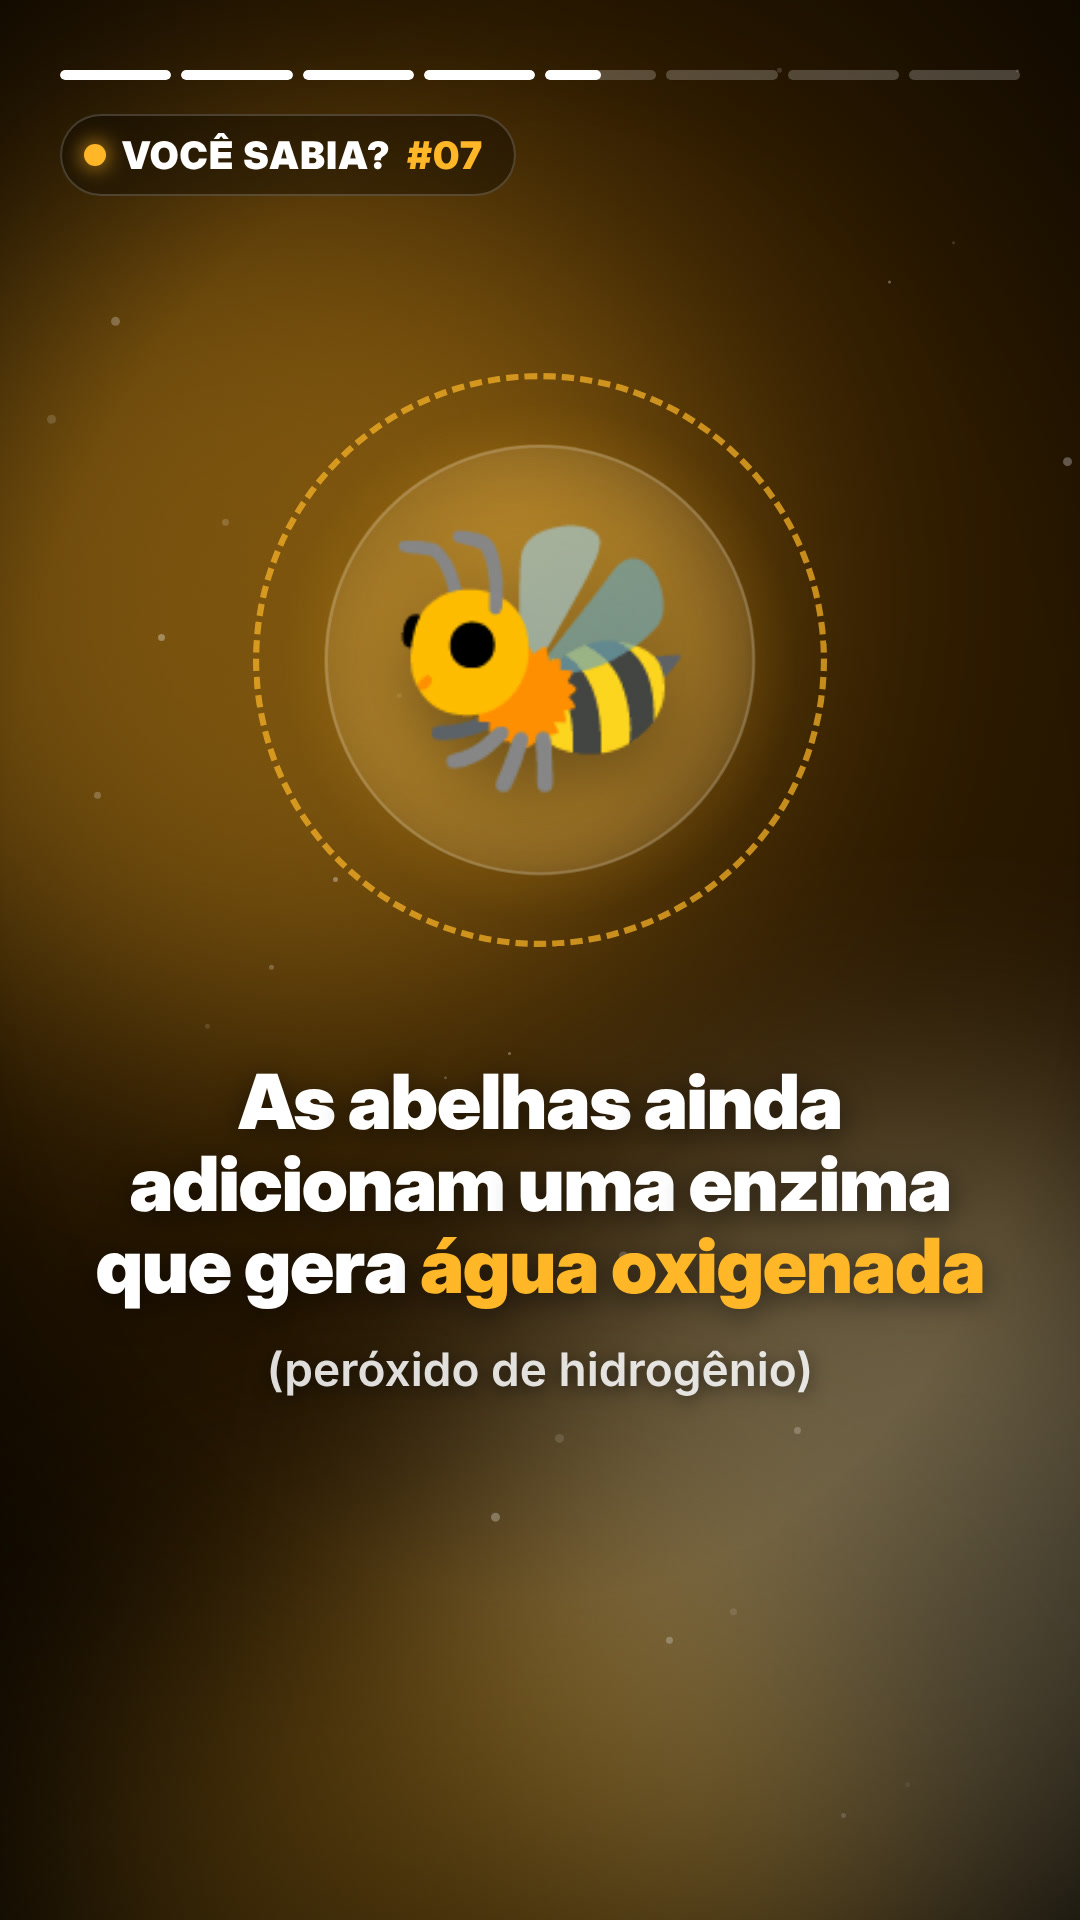 VOCÊ SABIA? #07
As abelhas ainda
adicionam uma enzima
que gera água oxigenada
(peróxido de hidrogênio)